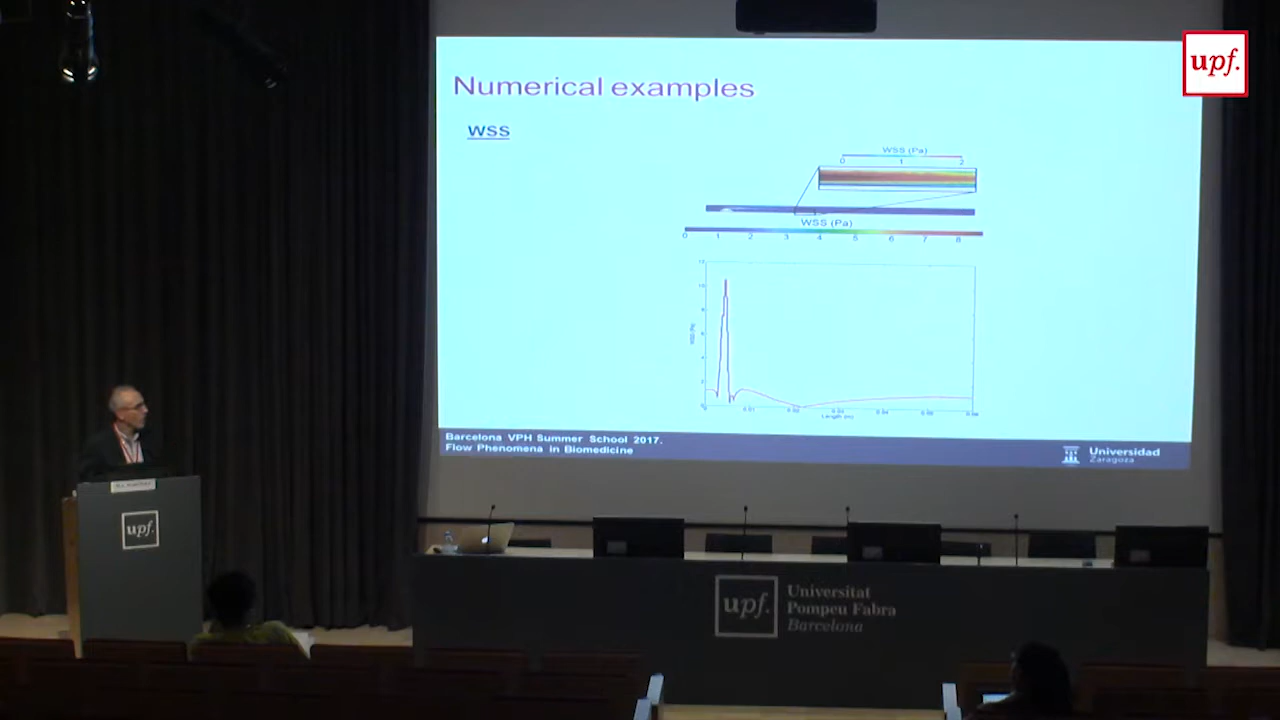 upf.
Numerical examples
WSS
WSS (Pa)
0 1 2
WSS (Pa)
0 1 2 3 4 5 6 7 8
Length (m)
Barcelona VPH Summer School 2017.
Flow Phenomena in Biomedicine
Universidad
Zaragoza
upf.
upf.
Universitat
Pompeu Fabra
Barcelona